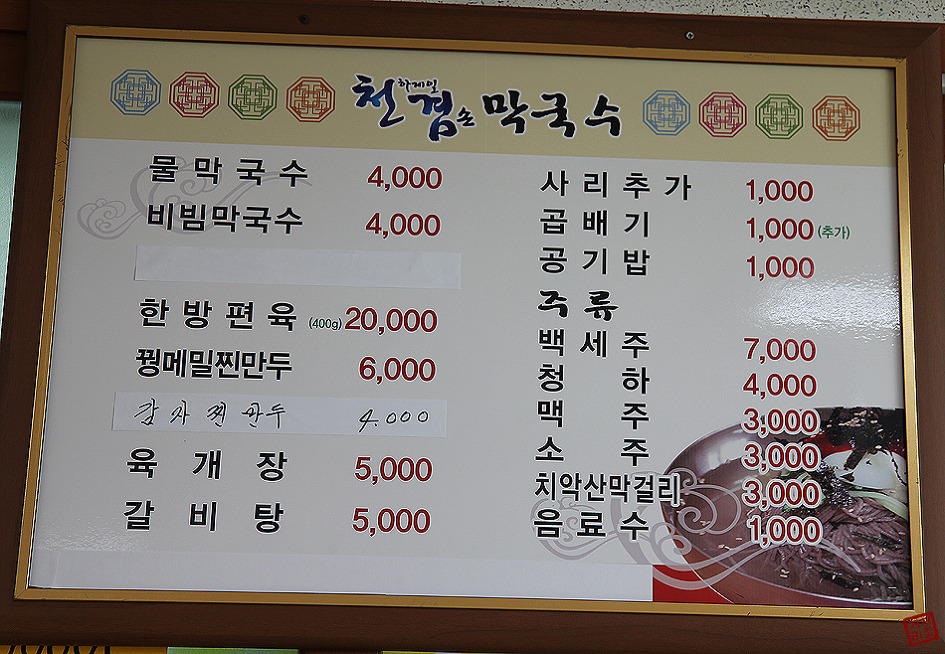 천하제일 겸손 막국수
물막국수 4,000
비빔막국수 4,000
한방편육 (400g) 20,000
꿩메밀찐만두 6,000
감자찐만두 4.000
육개장 5,000
갈비탕 5,000
사리추가 1,000
곱배기 1,000 (추가)
공기밥 1,000
주류
백세주 7,000
청하 4,000
맥주 3,000
소주 3,000
치악산막걸리 3,000
음료수 1,000